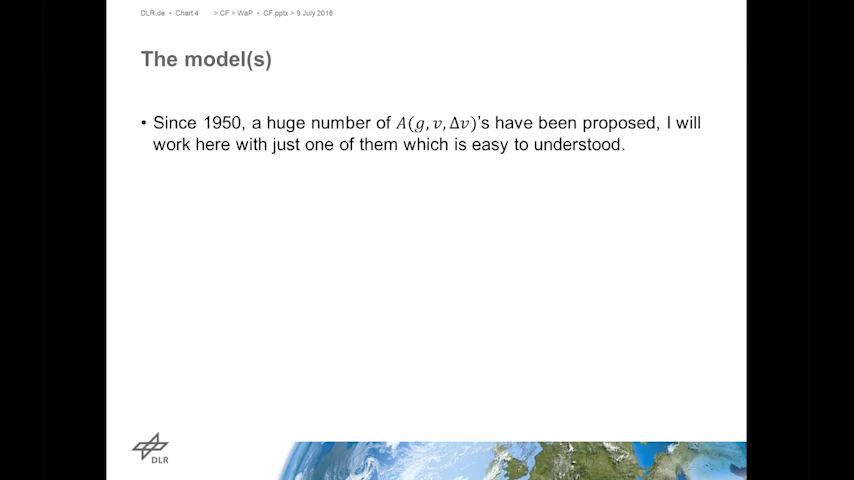 DLR.de • Chart 4 > CF > WaP • CF.pptx > 9 July 2018
The model(s)
• Since 1950, a huge number of A(g, v, Δv)'s have been proposed, I will
work here with just one of them which is easy to understood.
DLR